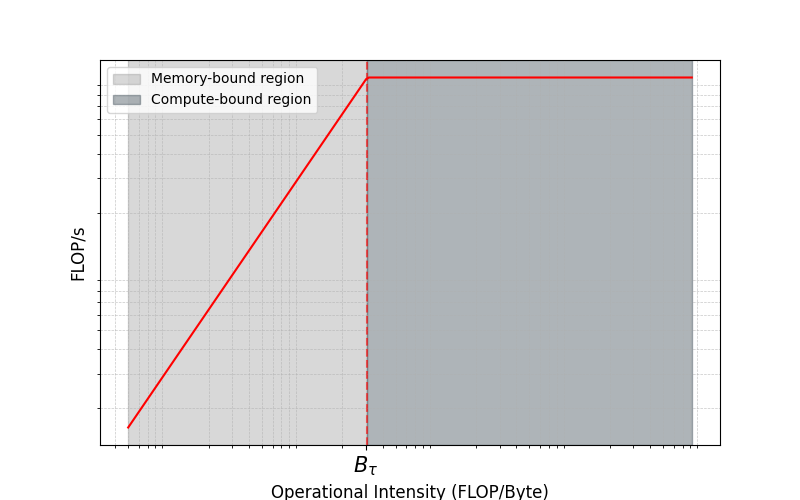 Memory-bound region
Compute-bound region
FLOP/s
B_τ
Operational Intensity (FLOP/Byte)